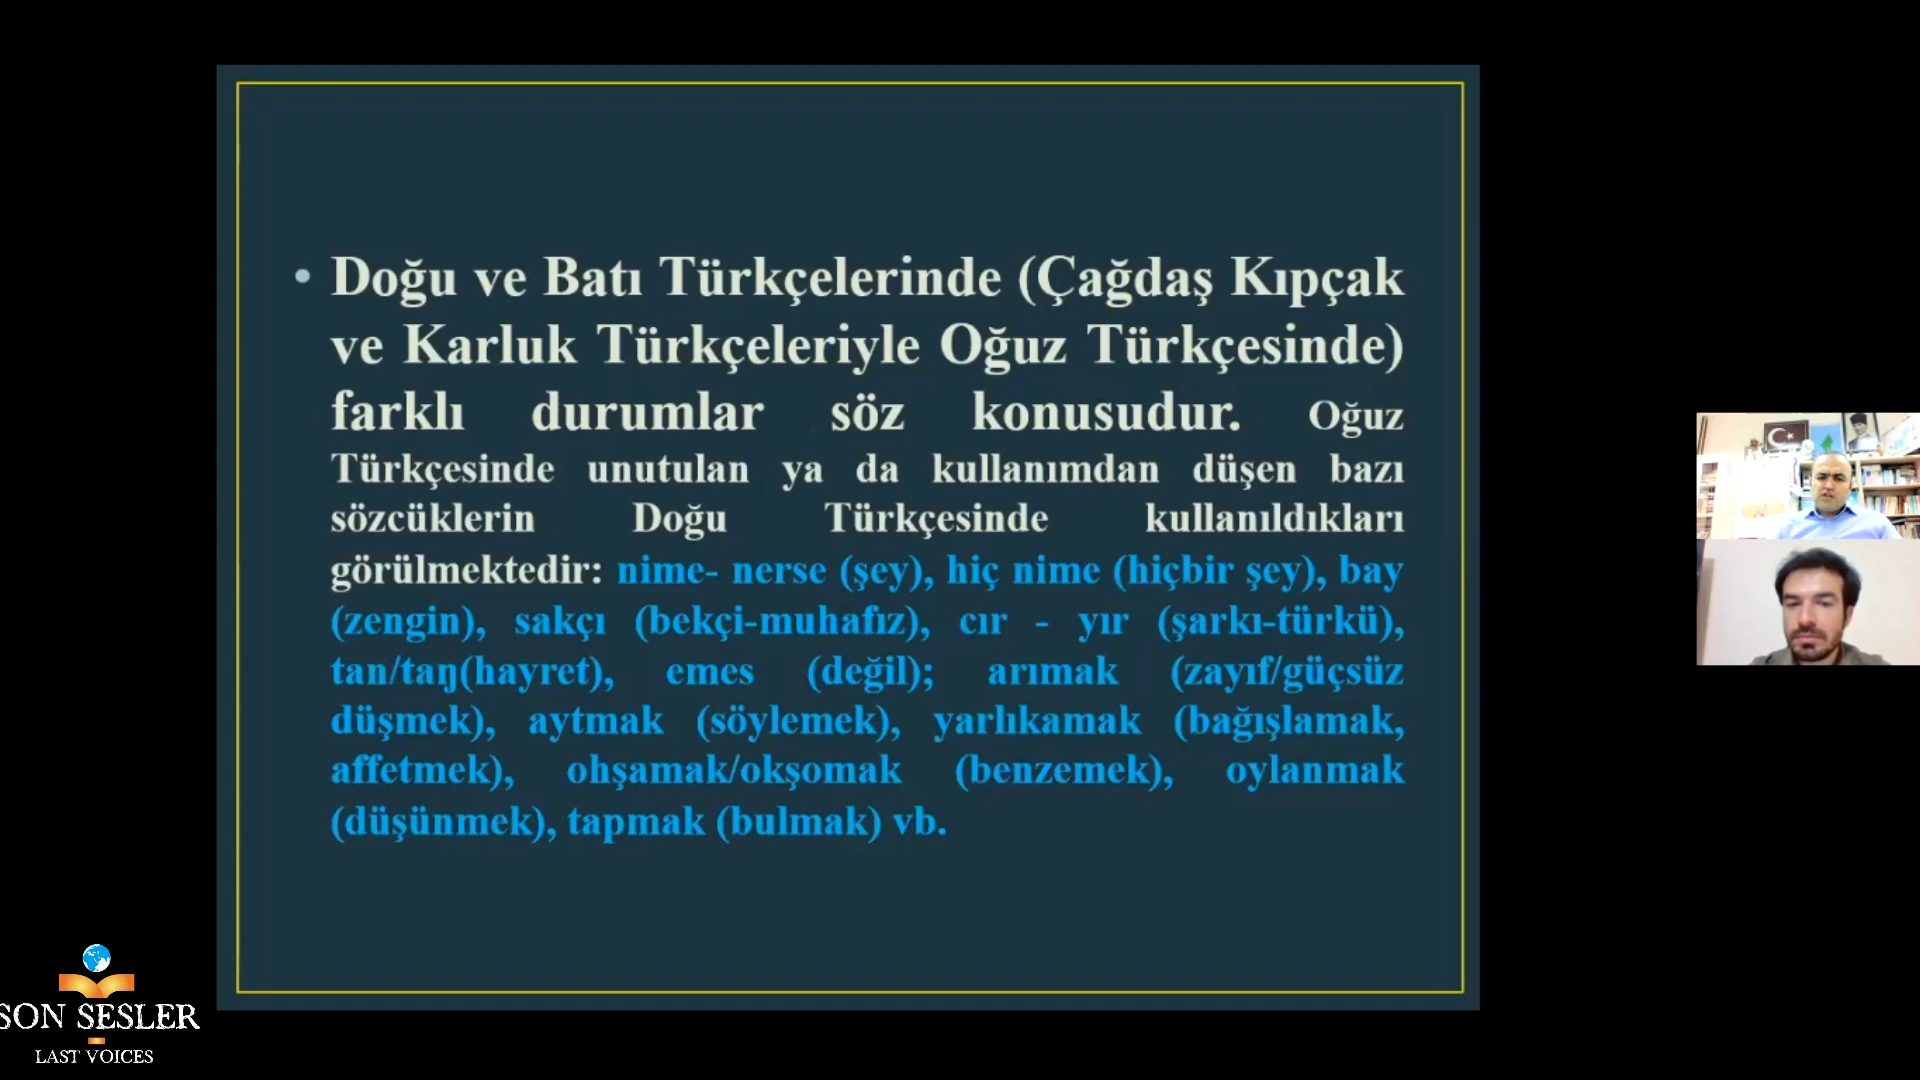 • Doğu ve Batı Türkçelerinde (Çağdaş Kıpçak
ve Karluk Türkçeleriyle Oğuz Türkçesinde)
farklı durumlar söz konusudur. Oğuz
Türkçesinde unutulan ya da kullanımdan düşen bazı
sözcüklerin Doğu Türkçesinde kullanıldıkları
görülmektedir: nime- nerse (şey), hiç nime (hiçbir şey), bay
(zengin), sakçı (bekçi-muhafız), cır - yır (şarkı-türkü),
tan/taŋ(hayret), emes (değil); arımak (zayıf/güçsüz
düşmek), aytmak (söylemek), yarlıkamak (bağışlamak,
affetmek), ohşamak/okşomak (benzemek), oylanmak
(düşünmek), tapmak (bulmak) vb.
SON SESLER
LAST VOICES